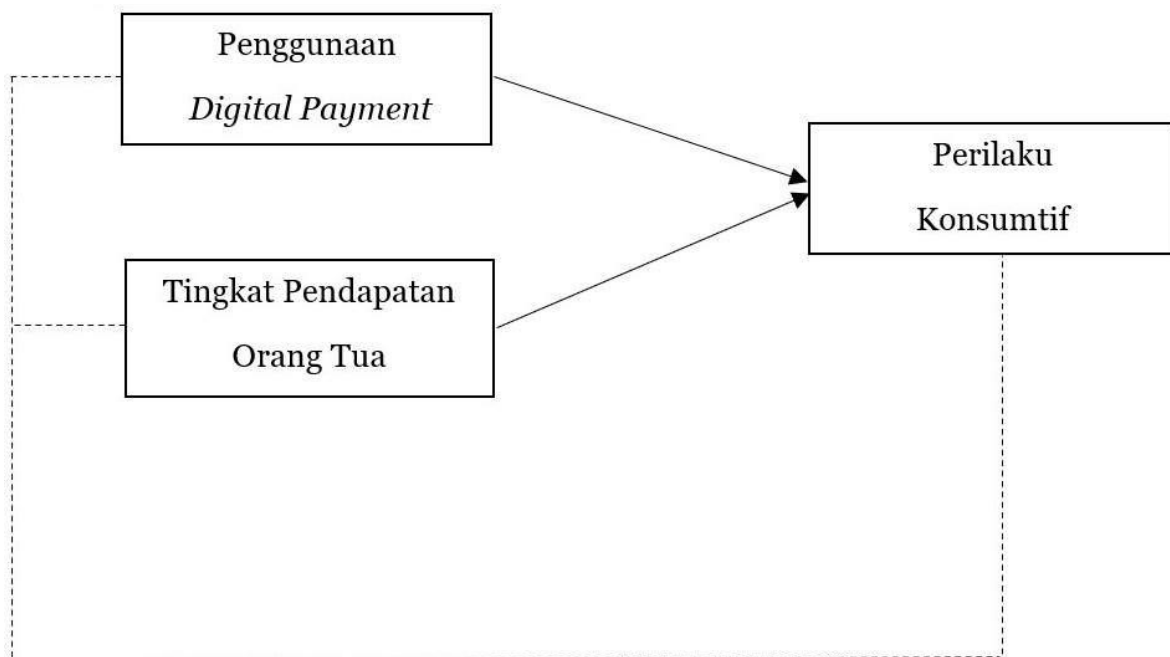 Penggunaan
Digital Payment
Perilaku
Konsumtif
Tingkat Pendapatan
Orang Tua